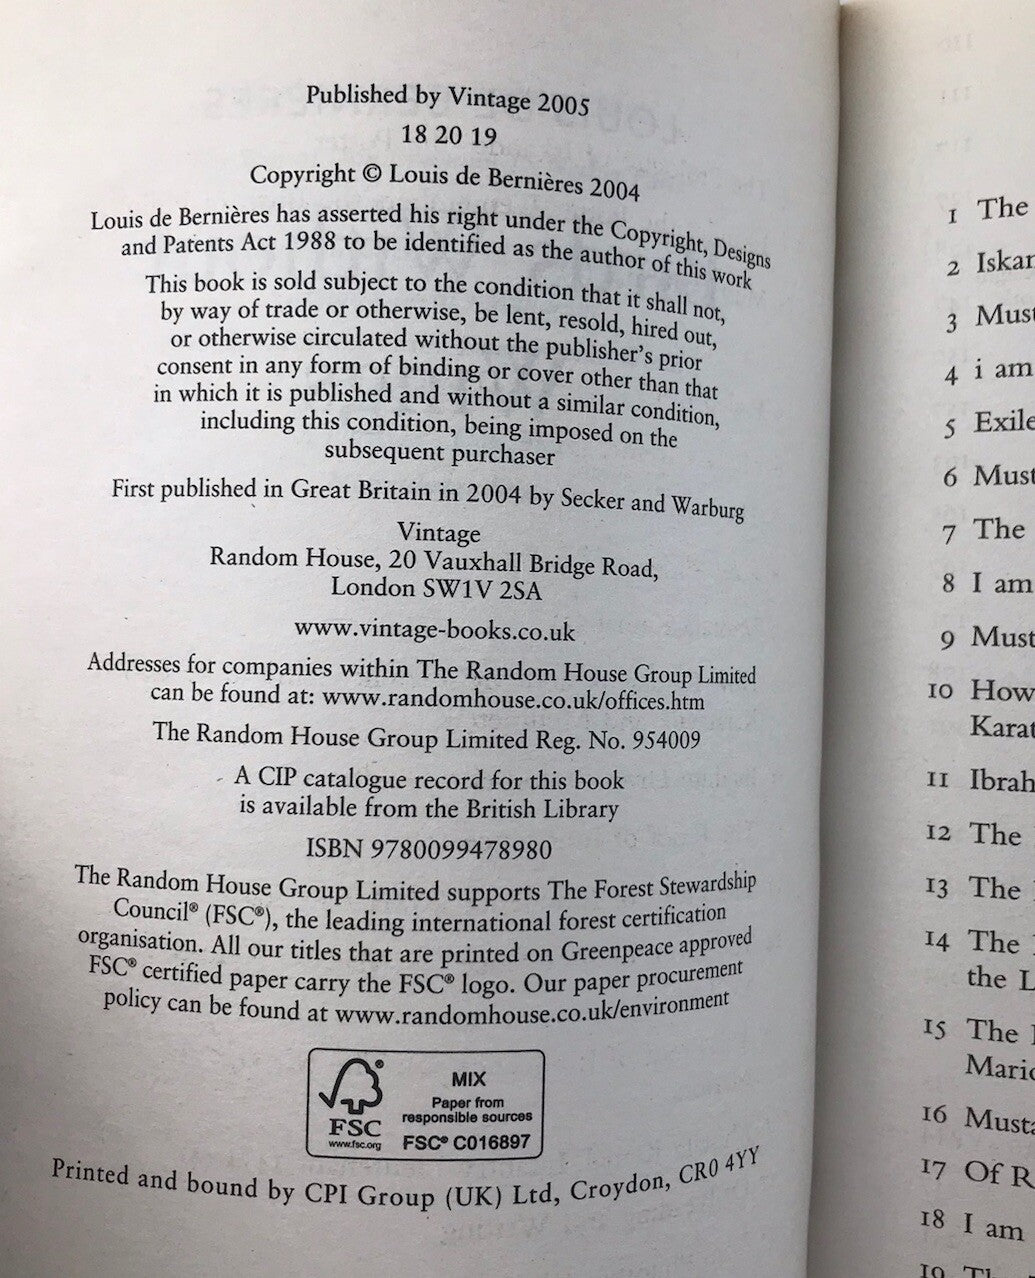 Published by Vintage 2005
18 20 19
Copyright © Louis de Bernières 2004
Louis de Bernières has asserted his right under the Copyright, Designs
and Patents Act 1988 to be identified as the author of this work
This book is sold subject to the condition that it shall not,
by way of trade or otherwise, be lent, resold, hired out,
or otherwise circulated without the publisher's prior
consent in any form of binding or cover other than that
in which it is published and without a similar condition,
including this condition, being imposed on the
subsequent purchaser
First published in Great Britain in 2004 by Secker and Warburg
Vintage
Random House, 20 Vauxhall Bridge Road,
London SW1V 2SA
www.vintage-books.co.uk
Addresses for companies within The Random House Group Limited
can be found at: www.randomhouse.co.uk/offices.htm
The Random House Group Limited Reg. No. 954009
A CIP catalogue record for this book
is available from the British Library
ISBN 9780099478980
The Random House Group Limited supports The Forest Stewardship
Council® (FSC®), the leading international forest certification
organisation. All our titles that are printed on Greenpeace approved
FSC® certified paper carry the FSC® logo. Our paper procurement
policy can be found at www.randomhouse.co.uk/environment
FSC
www.fsc.org
MIX
Paper from
responsible sources
FSC® C016897
Printed and bound by CPI Group (UK) Ltd, Croydon, CR0 4YY
1 The
2 Iskan
3 Must
4 i am
5 Exile
6 Must
7 The
8 I am
9 Must
10 How
Karat
11 Ibrah
12 The
13 The
14 The
the L
15 The
Mario
16 Musta
17 Of R
18 I am
19